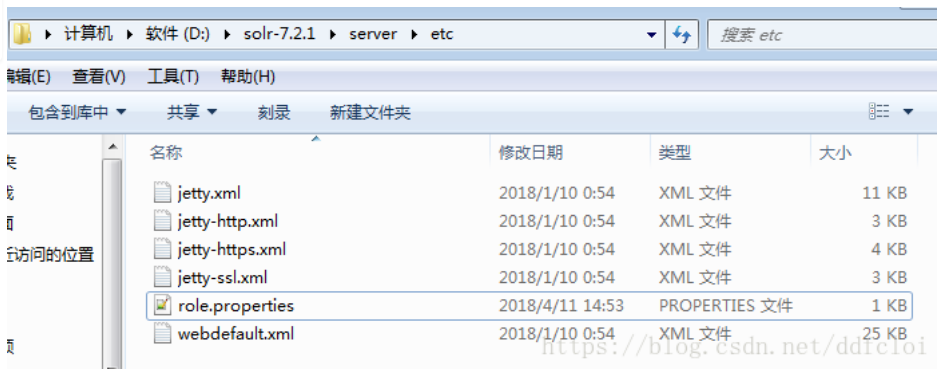 计算机 ▸ 软件 (D:) ▸ solr-7.2.1 ▸ server ▸ etc 搜索 etc
编辑(E) 查看(V) 工具(T) 帮助(H)
包含到库中 共享 刻录 新建文件夹
名称 修改日期 类型 大小
jetty.xml 2018/1/10 0:54 XML 文件 11 KB
jetty-http.xml 2018/1/10 0:54 XML 文件 3 KB
jetty-https.xml 2018/1/10 0:54 XML 文件 4 KB
jetty-ssl.xml 2018/1/10 0:54 XML 文件 3 KB
role.properties 2018/4/11 14:53 PROPERTIES 文件 1 KB
webdefault.xml 2018/1/10 0:54 XML 文件 25 KB
近访问的位置
https://blog.csdn.net/ddfcloi